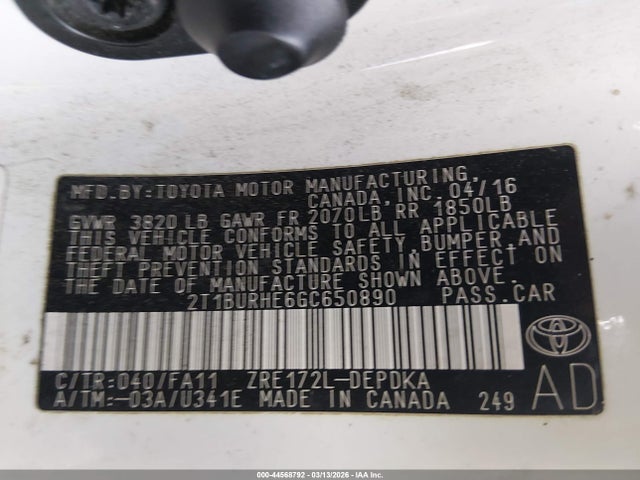 MFD.BY:TOYOTA MOTOR MANUFACTURING,
CANADA,INC. 04/16
GVWR 3820 LB GAWR FR 2070LB RR 1850LB
THIS VEHICLE CONFORMS TO ALL APPLICABLE
FEDERAL MOTOR VEHICLE SAFETY, BUMPER, AND
THEFT PREVENTION STANDARDS IN EFFECT ON
THE DATE OF MANUFACTURE SHOWN ABOVE.
2T1BURHE6GC650890 PASS.CAR
C/TR:040/FA11 ZRE172L-DEPDKA
A/TM:-03A/U341E MADE IN CANADA 249
AD
000-44568792 — 03/13/2026 — IAA Inc.